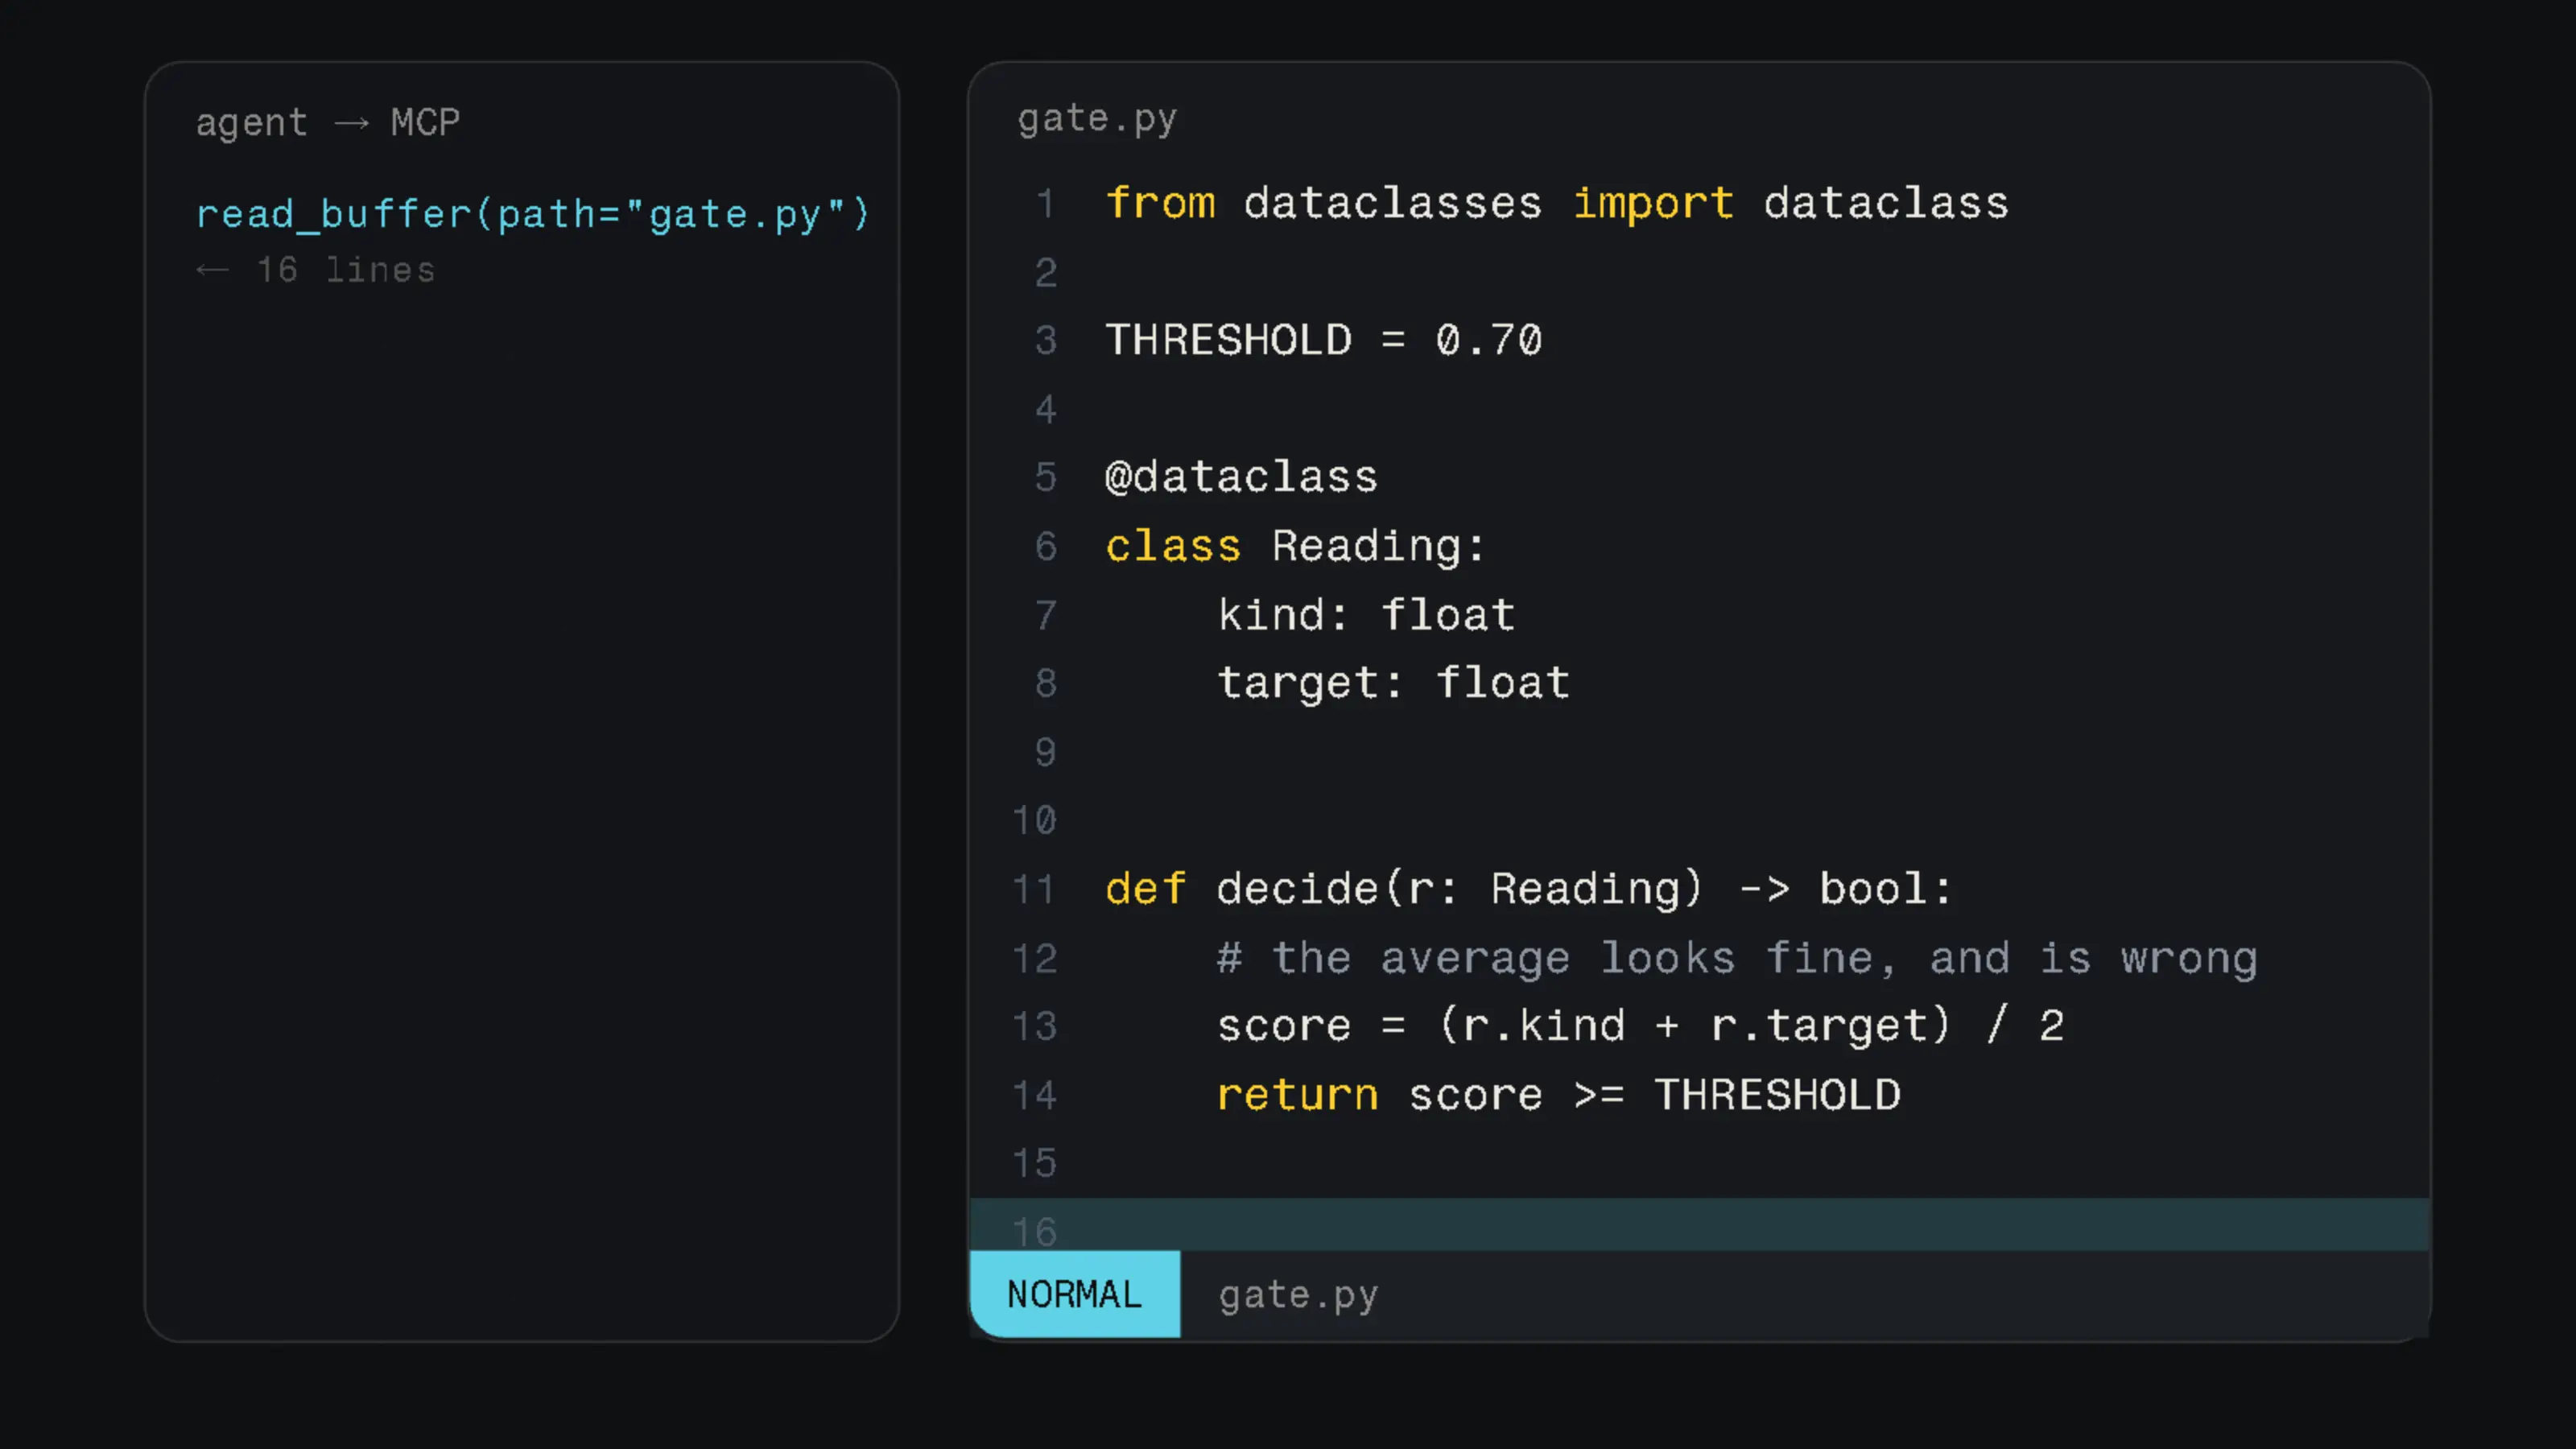 agent → MCP
read_buffer(path="gate.py")
← 16 lines
gate.py
1 from dataclasses import dataclass
2
3 THRESHOLD = 0.70
4
5 @dataclass
6 class Reading:
7     kind: float
8     target: float
9
10
11 def decide(r: Reading) -> bool:
12     # the average looks fine, and is wrong
13     score = (r.kind + r.target) / 2
14     return score >= THRESHOLD
15
16
NORMAL gate.py